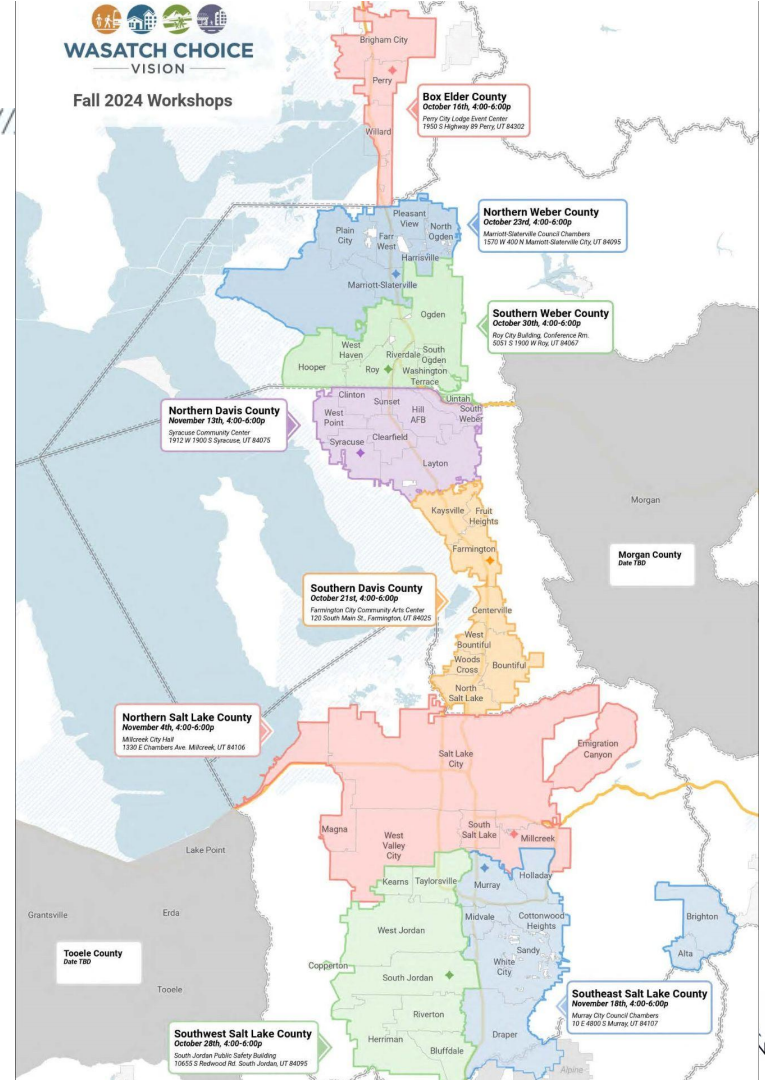 WASATCH CHOICE
VISION
Fall 2024 Workshops
Brigham City
Perry
Willard
Box Elder County
October 16th, 4:00-6:00p
Perry City Lodge Event Center
1950 S Highway 89 Perry, UT 84302
Pleasant
View
Plain
City
Farr
West
North
Ogden
Harrisville
Marriott-Slaterville
Northern Weber County
October 23rd, 4:00-6:00p
Marriott-Slaterville Council Chambers
1570 W 400 N Marriott-Slaterville City, UT 84095
Ogden
West
Haven
Hooper
Roy
Riverdale
South
Ogden
Washington
Terrace
Uintah
Southern Weber County
October 30th, 4:00-6:00p
Roy City Building, Conference Rm.
5051 S 1900 W Roy, UT 84067
Clinton
Sunset
West
Point
Hill
AFB
South
Weber
Syracuse
Clearfield
Layton
Northern Davis County
November 13th, 4:00-6:00p
Syracuse Community Center
1912 W 1900 S Syracuse, UT 84075
Kaysville
Fruit
Heights
Farmington
Morgan
Morgan County
Date TBD
Southern Davis County
October 21st, 4:00-6:00p
Farmington City Community Arts Center
120 South Main St., Farmington, UT 84025
Centerville
West
Bountiful
Woods
Cross
Bountiful
North
Salt Lake
Northern Salt Lake County
November 4th, 4:00-6:00p
Millcreek City Hall
1330 E Chambers Ave. Millcreek, UT 84106
Salt Lake
City
Emigration
Canyon
Magna
West
Valley
City
South
Salt Lake
Millcreek
Lake Point
Kearns
Taylorsville
Murray
Holladay
Grantsville
Erda
West Jordan
Midvale
Cottonwood
Heights
Brighton
Tooele County
Date TBD
Sandy
White
City
Alta
Copperton
South Jordan
Tooele
Riverton
Herriman
Bluffdale
Draper
Southeast Salt Lake County
November 18th, 4:00-6:00p
Murray City Council Chambers
10 E 4800 S Murray, UT 84107
Southwest Salt Lake County
October 28th, 4:00-6:00p
South Jordan Public Safety Building
10655 S Redwood Rd. South Jordan, UT 84095
Alpine